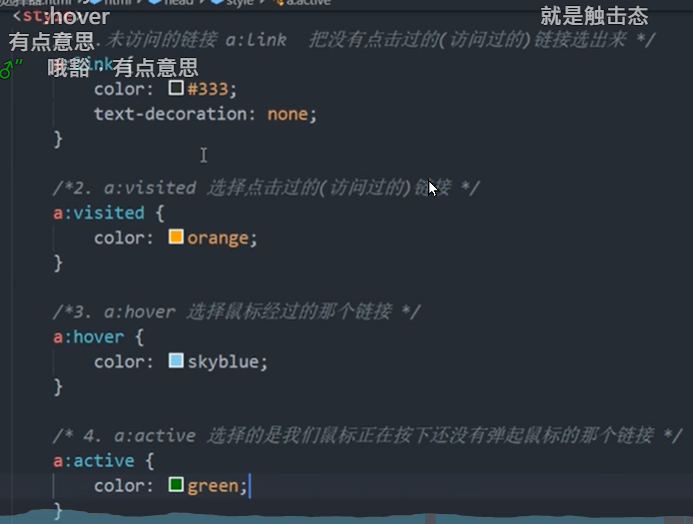 选择器.html > html > head > style > a:active
<style>
:hover
就是触击态
有点意思
.未访问的链接 a:link 把没有点击过的(访问过的)链接选出来 */
♂”
哦豁，有点意思
link {
color: #333;
text-decoration: none;
}
/*2. a:visited 选择点击过的(访问过的)链接 */
a:visited {
color: orange;
}
/*3. a:hover 选择鼠标经过的那个链接 */
a:hover {
color: skyblue;
}
/* 4. a:active 选择的是我们鼠标正在按下还没有弹起鼠标的那个链接 */
a:active {
color: green;
}